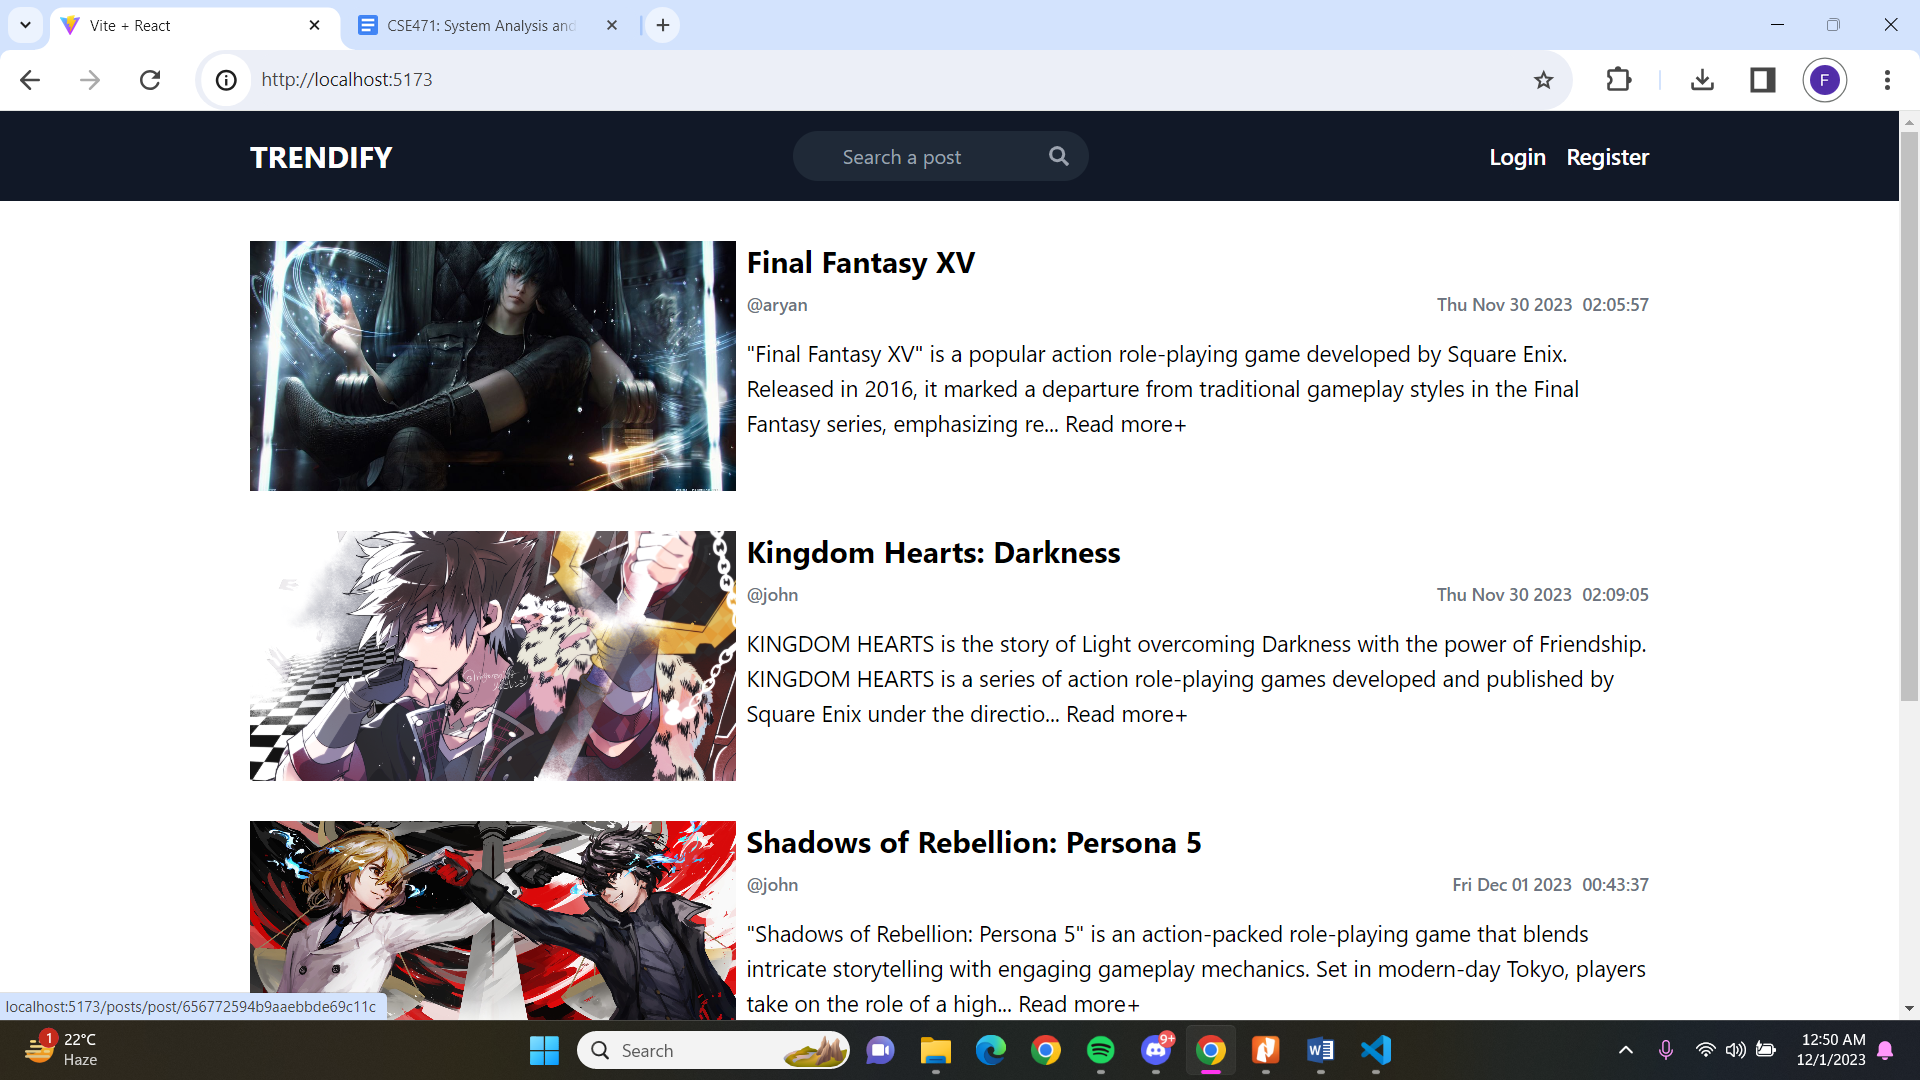 Vite + React
CSE471: System Analysis and
http://localhost:5173
F
TRENDIFY
Search a post
Login Register
Final Fantasy XV
@aryan
Thu Nov 30 2023 02:05:57
"Final Fantasy XV" is a popular action role-playing game developed by Square Enix.
Released in 2016, it marked a departure from traditional gameplay styles in the Final
Fantasy series, emphasizing re... Read more+
Kingdom Hearts: Darkness
@john
Thu Nov 30 2023 02:09:05
KINGDOM HEARTS is the story of Light overcoming Darkness with the power of Friendship.
KINGDOM HEARTS is a series of action role-playing games developed and published by
Square Enix under the directio... Read more+
Shadows of Rebellion: Persona 5
@john
Fri Dec 01 2023 00:43:37
"Shadows of Rebellion: Persona 5" is an action-packed role-playing game that blends
intricate storytelling with engaging gameplay mechanics. Set in modern-day Tokyo, players
take on the role of a high... Read more+
localhost:5173/posts/post/656772594b9aaebbde69c11c
1
22°C
Haze
Search
9+
12:50 AM
12/1/2023